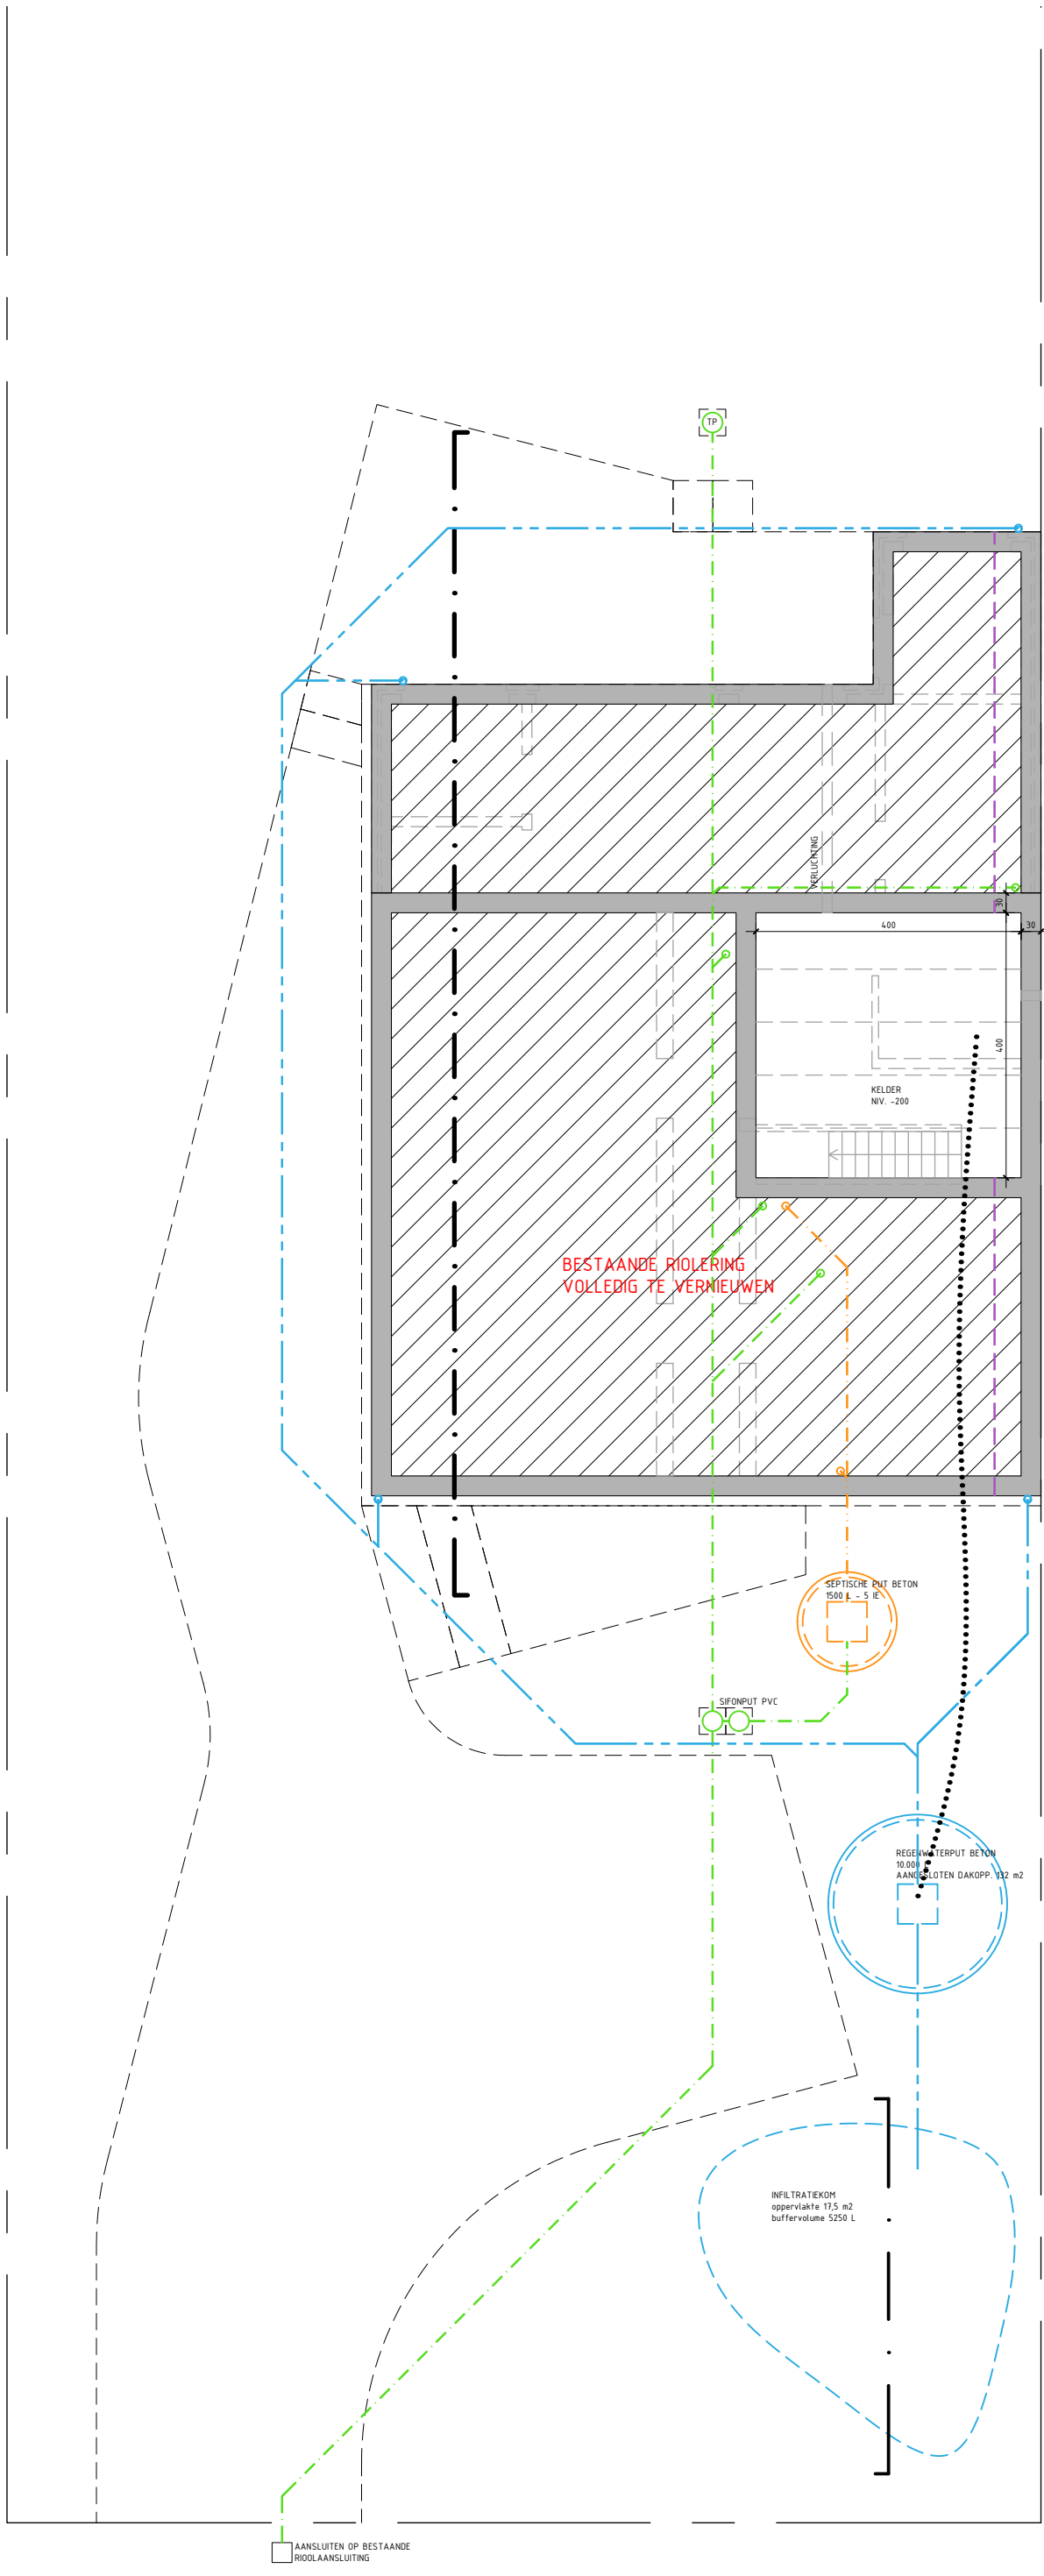 TP
VERLUCHTING
30
400
30
400
KELDER
NIV. -200
BESTAANDE RIOLERING
VOLLEDIG TE VERNIEUWEN
SEPTISCHE PUT BETON
1500 L - 5 IE
SIFONPUT PVC
REGENWATERPUT BETON
10.000
AANGESLOTEN DAKOPP. 132 m2
INFILTRATIEKOM
oppervlakte 17,5 m2
buffervolume 5250 L
AANSLUITEN OP BESTAANDE
RIOOLAANSLUITING